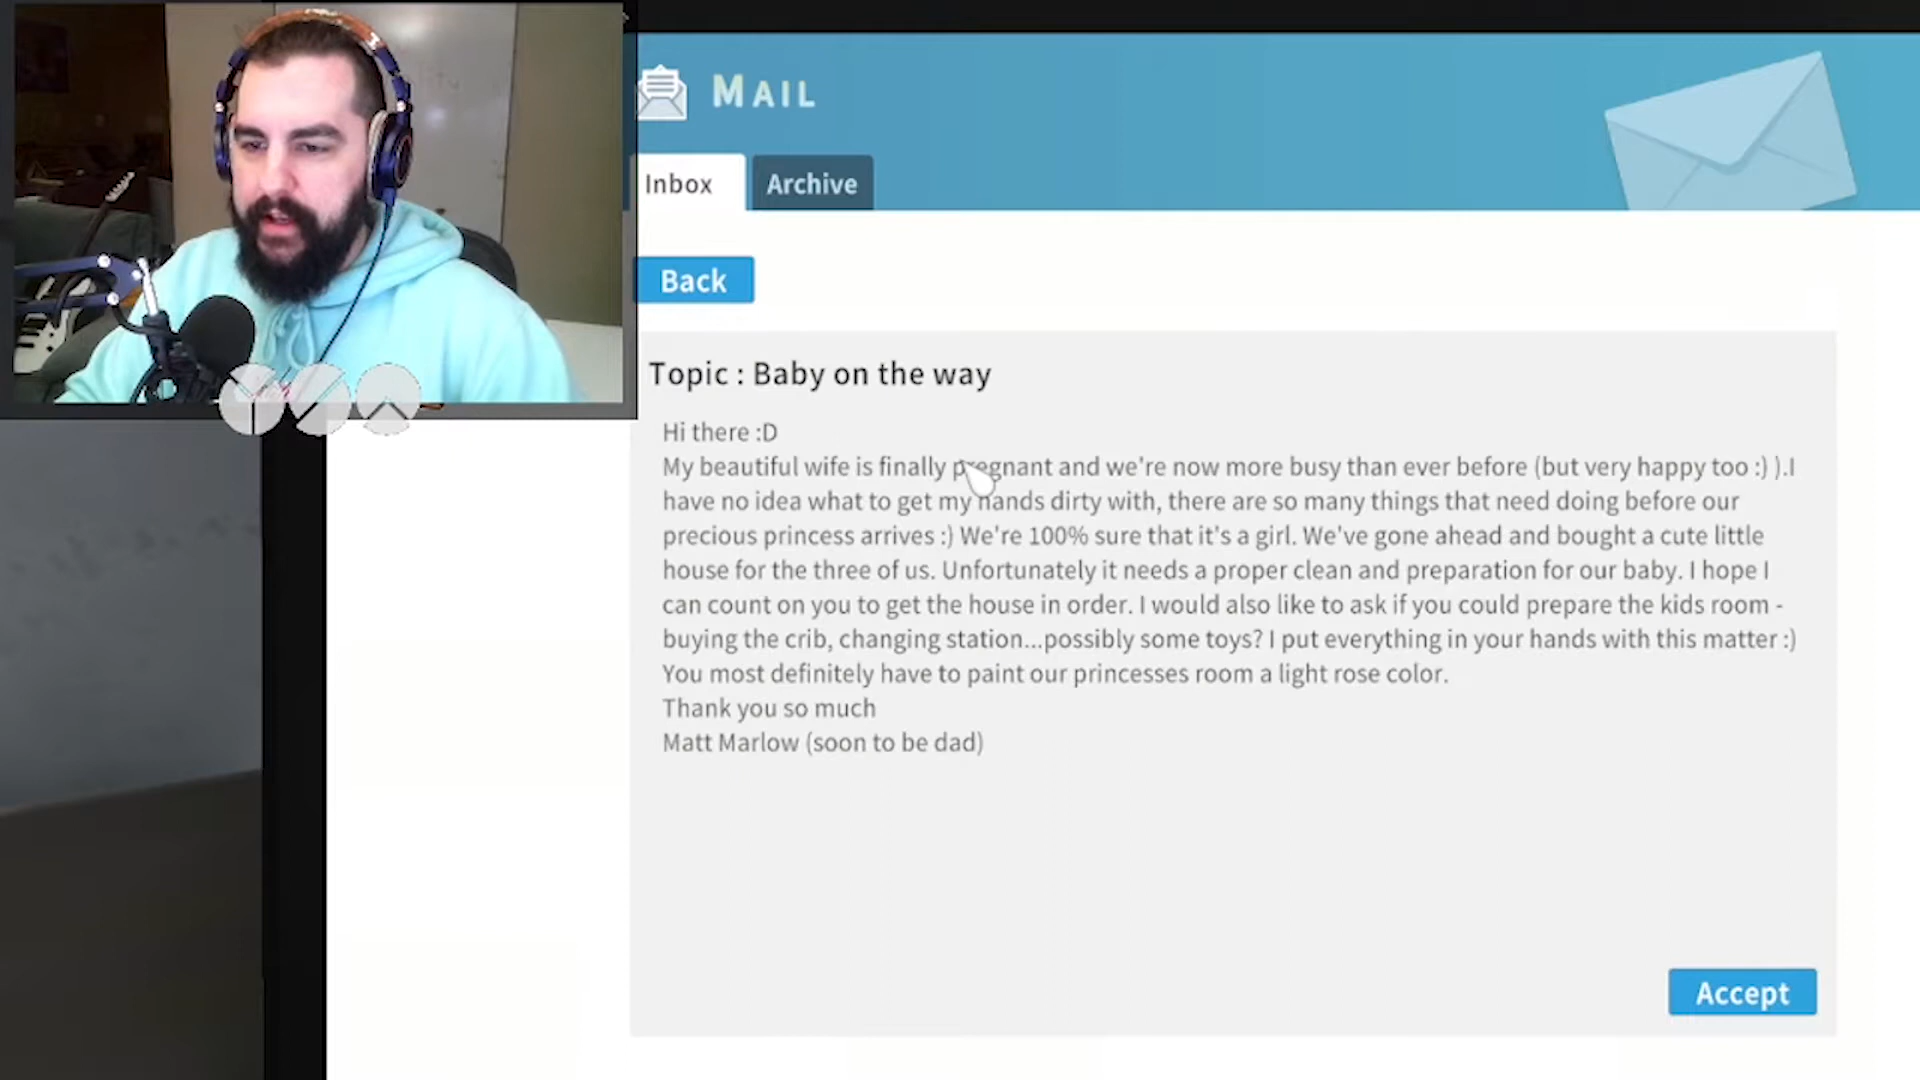 MAIL
Inbox
Archive
Back
Topic : Baby on the way
Hi there :D
My beautiful wife is finally pregnant and we're now more busy than ever before (but very happy too :) ).I
have no idea what to get my hands dirty with, there are so many things that need doing before our
precious princess arrives :) We're 100% sure that it's a girl. We've gone ahead and bought a cute little
house for the three of us. Unfortunately it needs a proper clean and preparation for our baby. I hope I
can count on you to get the house in order. I would also like to ask if you could prepare the kids room -
buying the crib, changing station...possibly some toys? I put everything in your hands with this matter :)
You most definitely have to paint our princesses room a light rose color.
Thank you so much
Matt Marlow (soon to be dad)
Accept